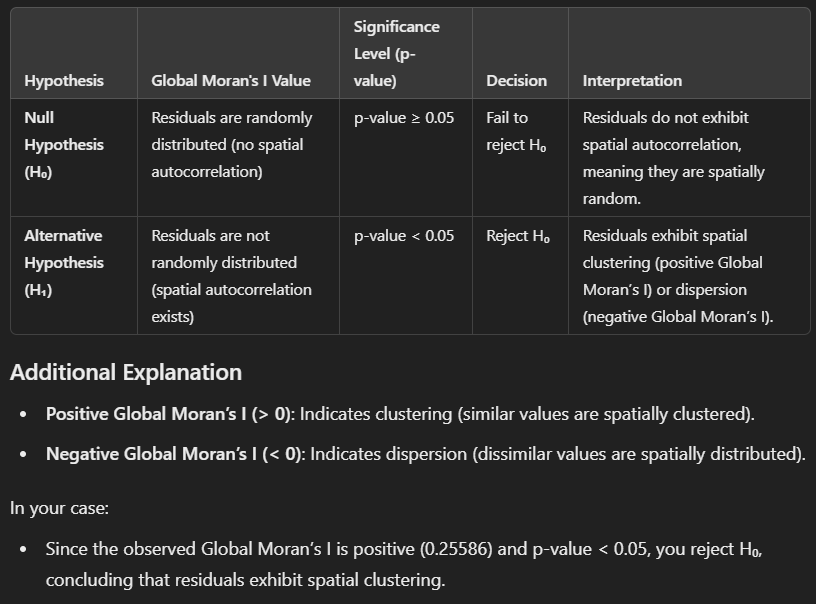 Hypothesis
Global Moran's I Value
Significance
Level (p-
value)
Decision
Interpretation
Null
Hypothesis
(H₀)
Residuals are randomly
distributed (no spatial
autocorrelation)
p-value ≥ 0.05
Fail to
reject H₀
Residuals do not exhibit
spatial autocorrelation,
meaning they are spatially
random.
Alternative
Hypothesis
(H₁)
Residuals are not
randomly distributed
(spatial autocorrelation
exists)
p-value < 0.05
Reject H₀
Residuals exhibit spatial
clustering (positive Global
Moran's I) or dispersion
(negative Global Moran's I).
Additional Explanation
• Positive Global Moran's I (> 0): Indicates clustering (similar values are spatially clustered).
• Negative Global Moran's I (< 0): Indicates dispersion (dissimilar values are spatially distributed).
In your case:
• Since the observed Global Moran's I is positive (0.25586) and p-value < 0.05, you reject H₀,
concluding that residuals exhibit spatial clustering.